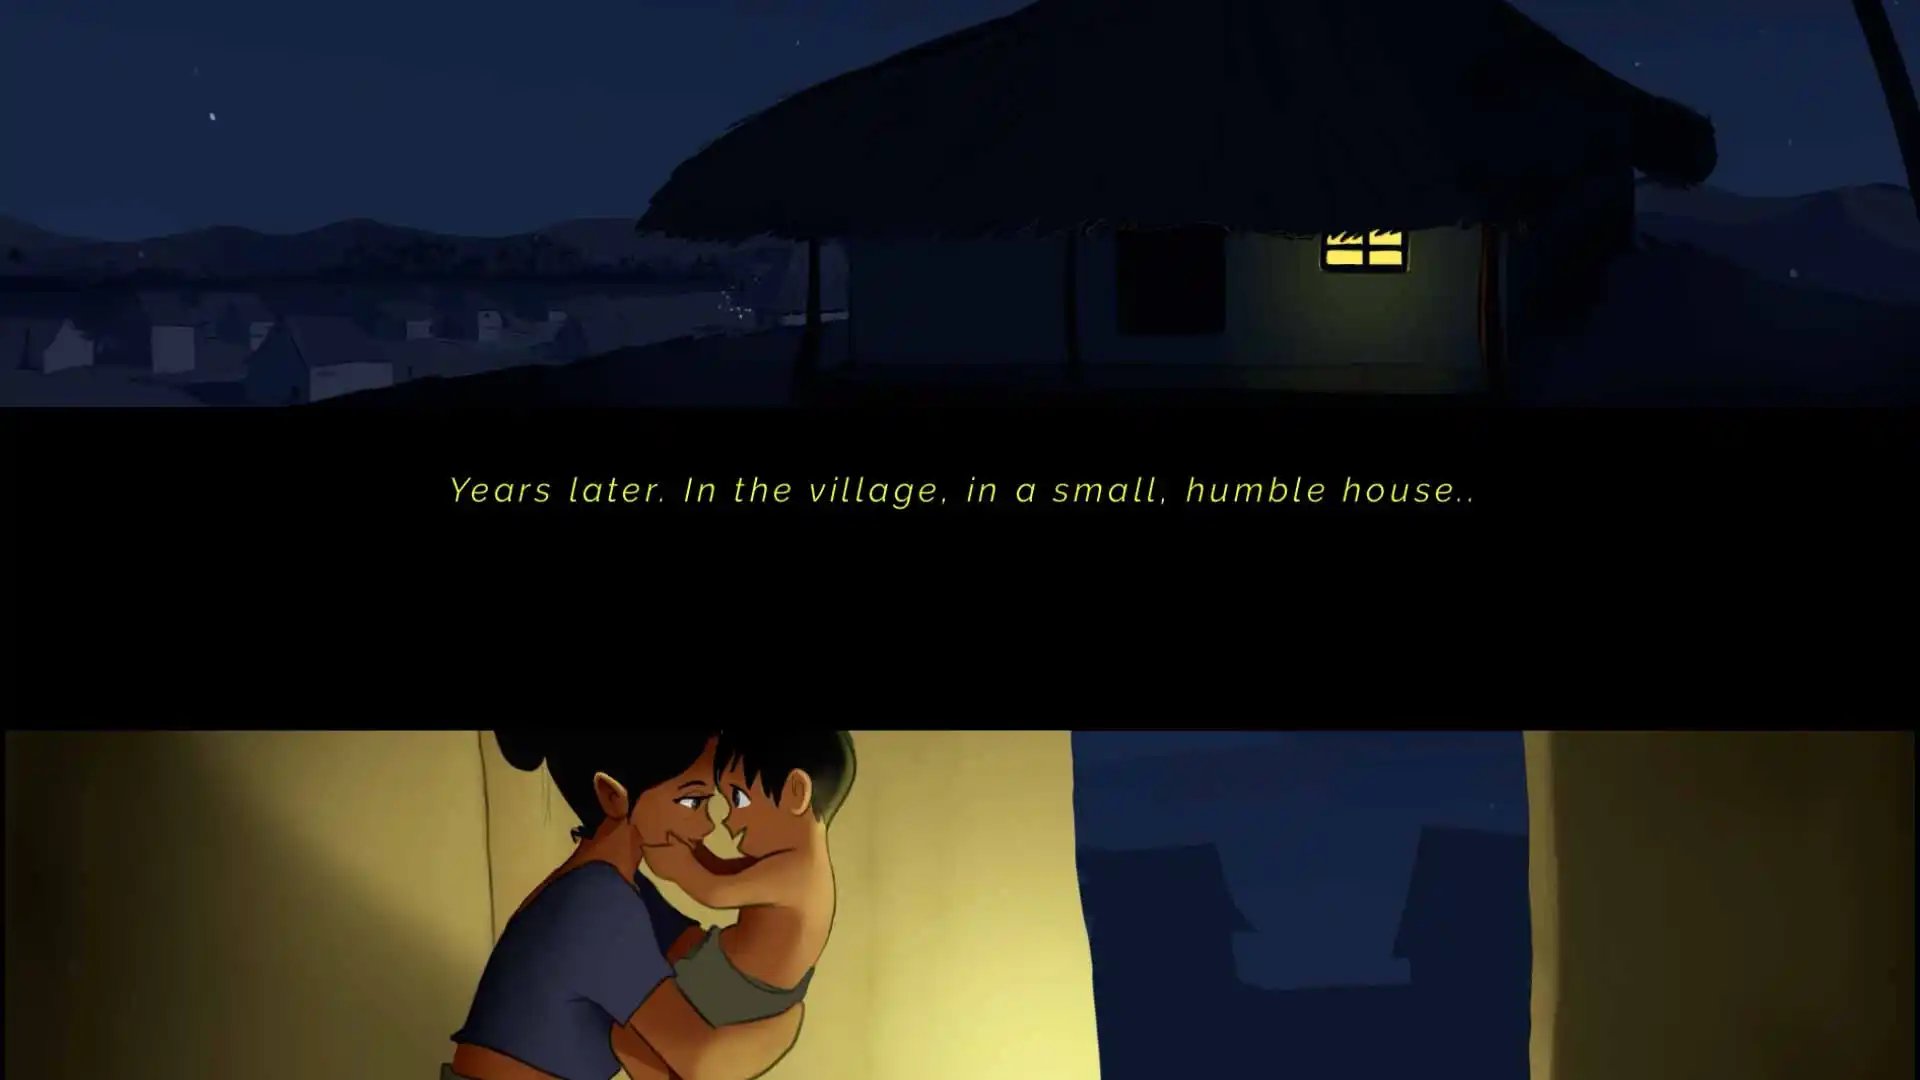 Years later. In the village, in a small, humble house..